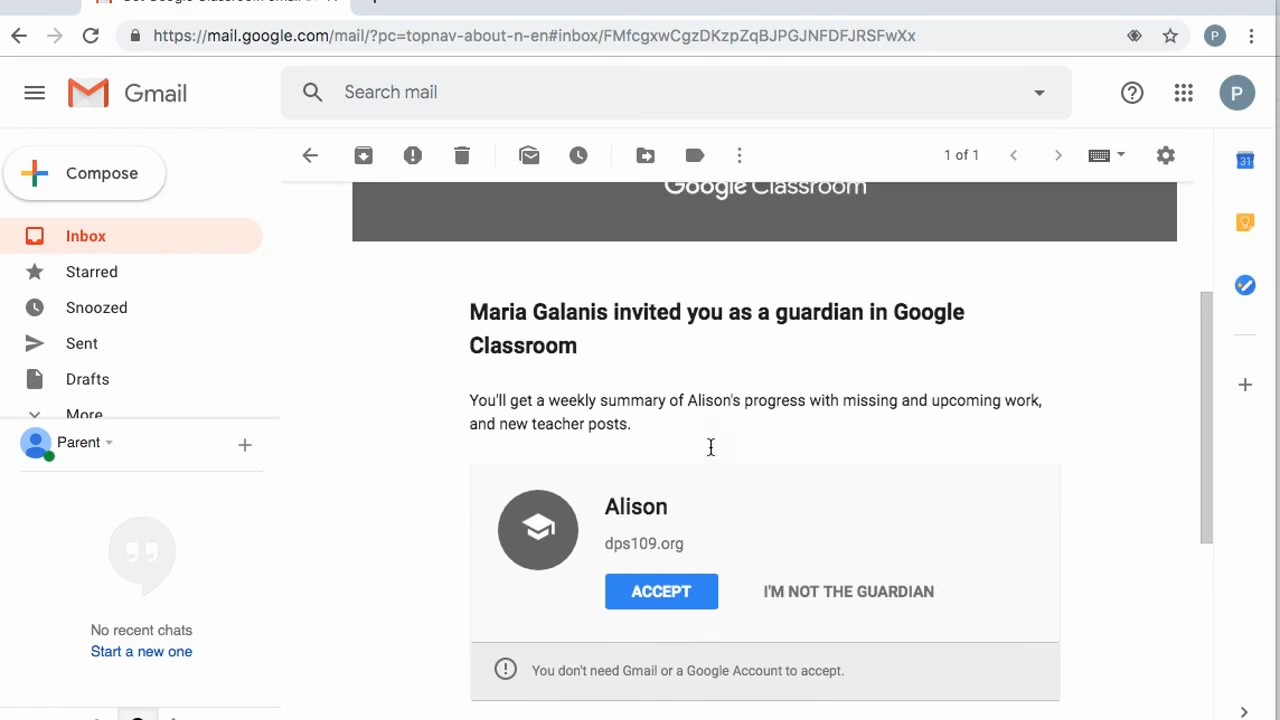 https://mail.google.com/mail/?pc=topnav-about-n-en#inbox/FMfcgxwCgzDKzpZqBJPGJNFDFJRSFwXx
P
Gmail
Search mail
P
Compose
1 of 1
31
Google Classroom
Inbox
Starred
Snoozed
Sent
Drafts
More
Parent
No recent chats
Start a new one
Maria Galanis invited you as a guardian in Google
Classroom
You'll get a weekly summary of Alison's progress with missing and upcoming work,
and new teacher posts.
Alison
dps109.org
ACCEPT
I'M NOT THE GUARDIAN
You don't need Gmail or a Google Account to accept.